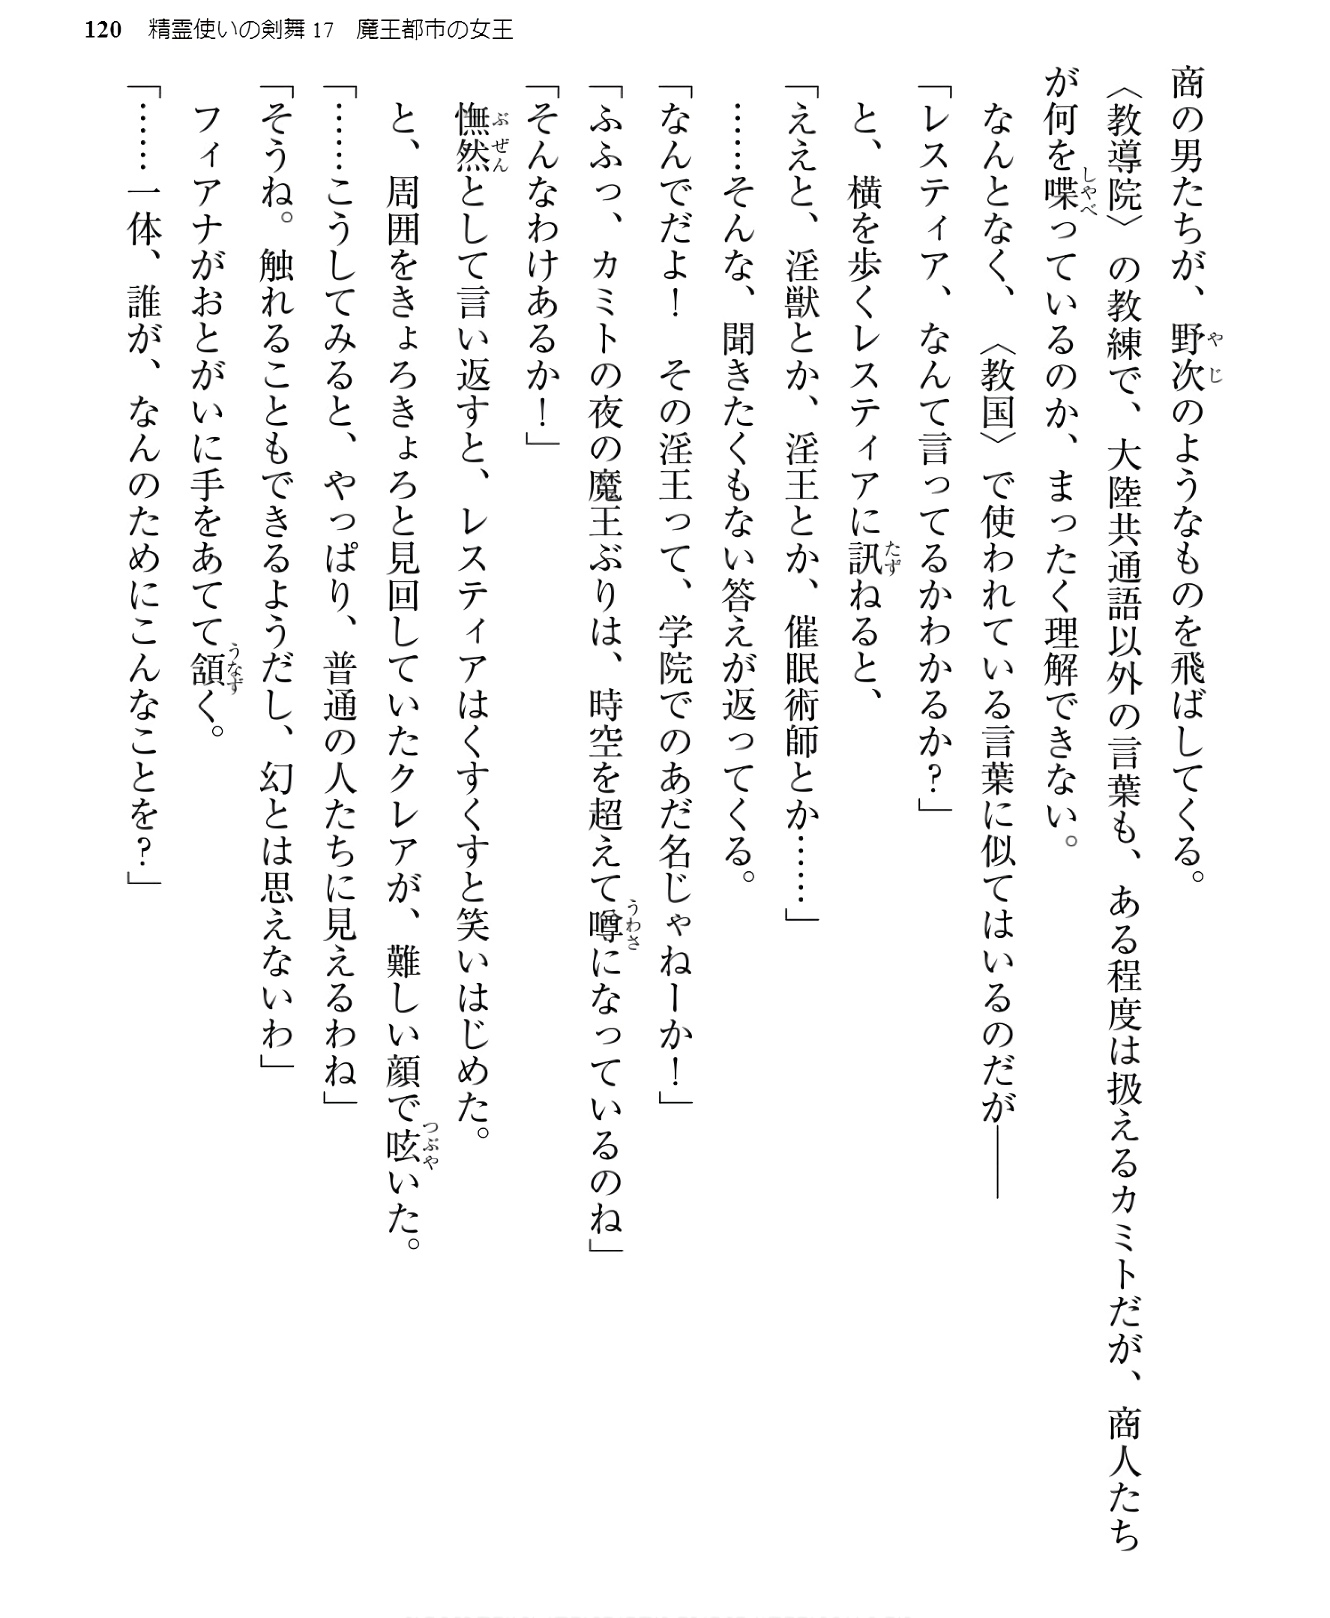 120 精霊使いの剣舞17 魔王都市の女王
商の男たちが、野次のようなものを飛ばしてくる。
〈教導院〉の教練で、大陸共通語以外の言葉も、ある程度は扱えるカミトだが、商人たち
が何を喋っているのか、まったく理解できない。
なんとなく、〈教国〉で使われている言葉に似てはいるのだが――
「レスティア、なんて言ってるかわかるか?」
と、横を歩くレスティアに訊ねると、
「ええと、淫獣とか、淫王とか、催眠術師とか……」
……そんな、聞きたくもない答えが返ってくる。
「なんでだよ! その淫王って、学院でのあだ名じゃねーか!」
「ふふっ、カミトの夜の魔王ぶりは、時空を超えて噂になっているのね」
「そんなわけあるか!」
憮然として言い返すと、レスティアはくすくすと笑いはじめた。
と、周囲をきょろきょろと見回していたクレアが、難しい顔で呟いた。
「……こうしてみると、やっぱり、普通の人たちに見えるわね」
「そうね。触れることもできるようだし、幻とは思えないわ」
フィアナがおとがいに手をあてて頷く。
「……一体、誰が、なんのためにこんなことを?」